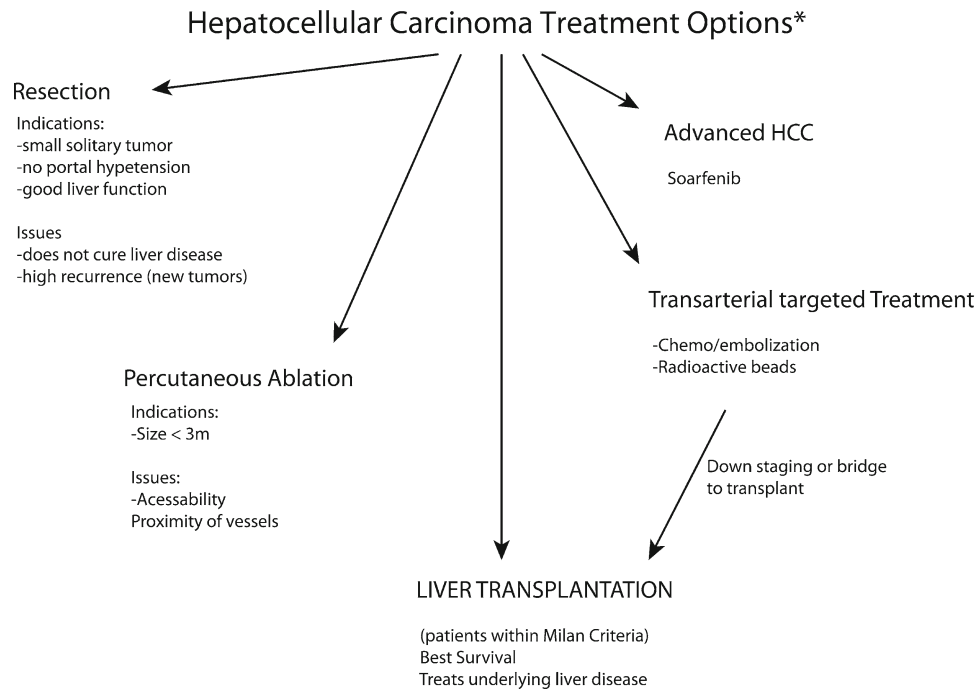 Hepatocellular Carcinoma Treatment Options*
Resection
Indications:
-small solitary tumor
-no portal hypetension
-good liver function
Issues
-does not cure liver disease
-high recurrence (new tumors)
Percutaneous Ablation
Indications:
-Size < 3m
Issues:
-Acessability
Proximity of vessels
Advanced HCC
Soarfenib
Transarterial targeted Treatment
-Chemo/embolization
-Radioactive beads
Down staging or bridge
to transplant
LIVER TRANSPLANTATION
(patients within Milan Criteria)
Best Survival
Treats underlying liver disease